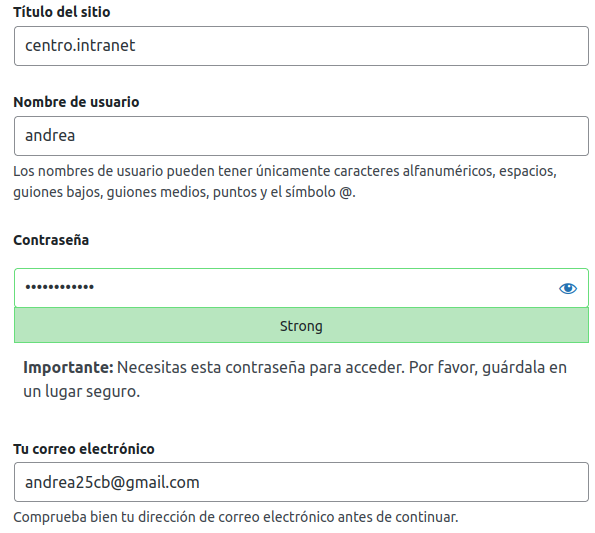 Título del sitio
centro.intranet
Nombre de usuario
andrea
Los nombres de usuario pueden tener únicamente caracteres alfanuméricos, espacios,
guiones bajos, guiones medios, puntos y el símbolo @.
Contraseña
••••••••••••
Strong
Importante: Necesitas esta contraseña para acceder. Por favor, guárdala en
un lugar seguro.
Tu correo electrónico
andrea25cb@gmail.com
Comprueba bien tu dirección de correo electrónico antes de continuar.